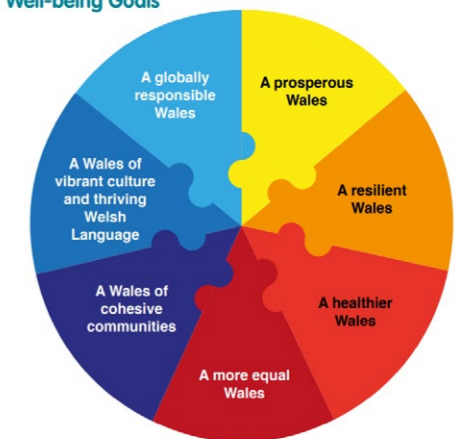 Well-being Goals
A globally
responsible
Wales
A prosperous
Wales
A Wales of
vibrant culture
and thriving
Welsh
Language
A resilient
Wales
A Wales of
cohesive
communities
A healthier
Wales
A more equal
Wales